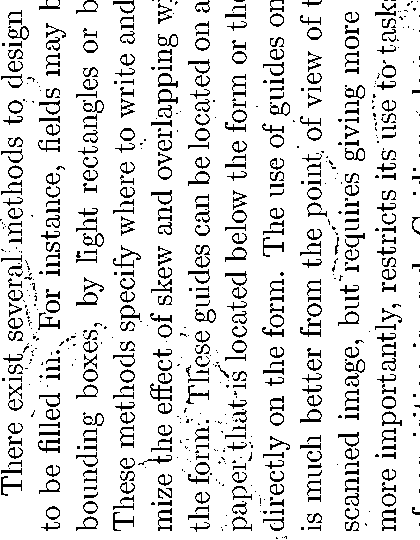 There exist several methods to design
to be filled in. For instance, fields may
bounding boxes, by light rectangles or
These methods specify where to write and
mize the effect of skew and overlapping
the form. These guides can be located on a
paper that is located below the form or
directly on the form. The use of guides on
is much better from the point of view of
scanned image, but requires giving more
more importantly, restricts its use to